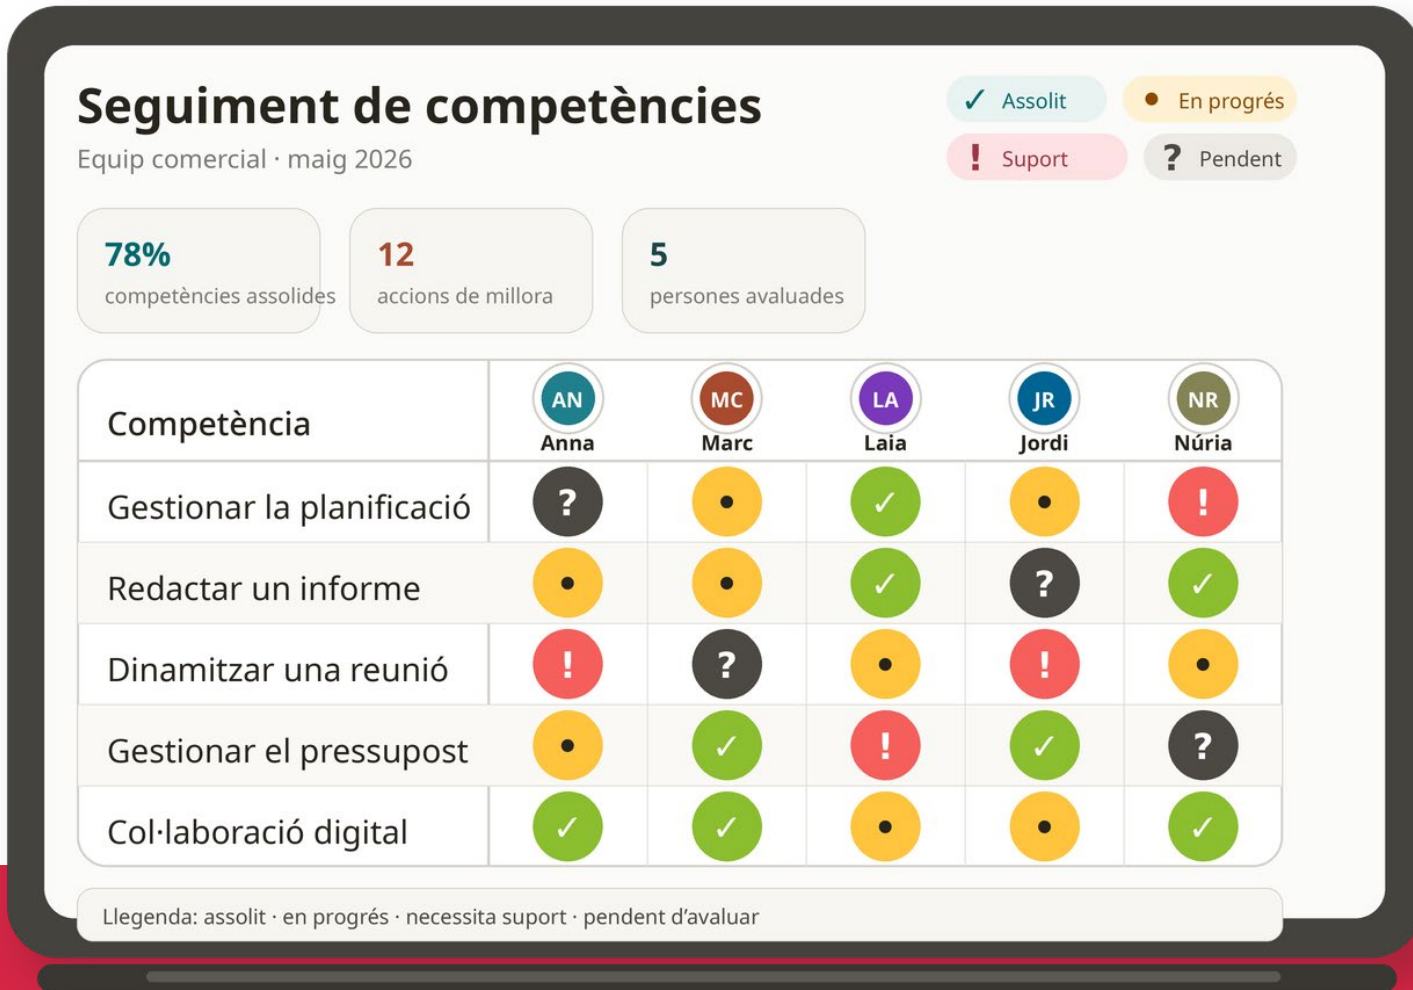 Seguiment de competències
Equip comercial · maig 2026
✓ Assolit
• En progrés
! Suport
? Pendent
78%
competències assolides
12
accions de millora
5
persones avaluades
Competència
AN
Anna
MC
Marc
LA
Laia
JR
Jordi
NR
Núria
Gestionar la planificació ? • ✓ • !
Redactar un informe • • ✓ ? ✓
Dinamitzar una reunió ! ? • ! •
Gestionar el pressupost • ✓ ! ✓ ?
Col·laboració digital ✓ ✓ • • ✓
Llegenda: assolit · en progrés · necessita suport · pendent d’avaluar